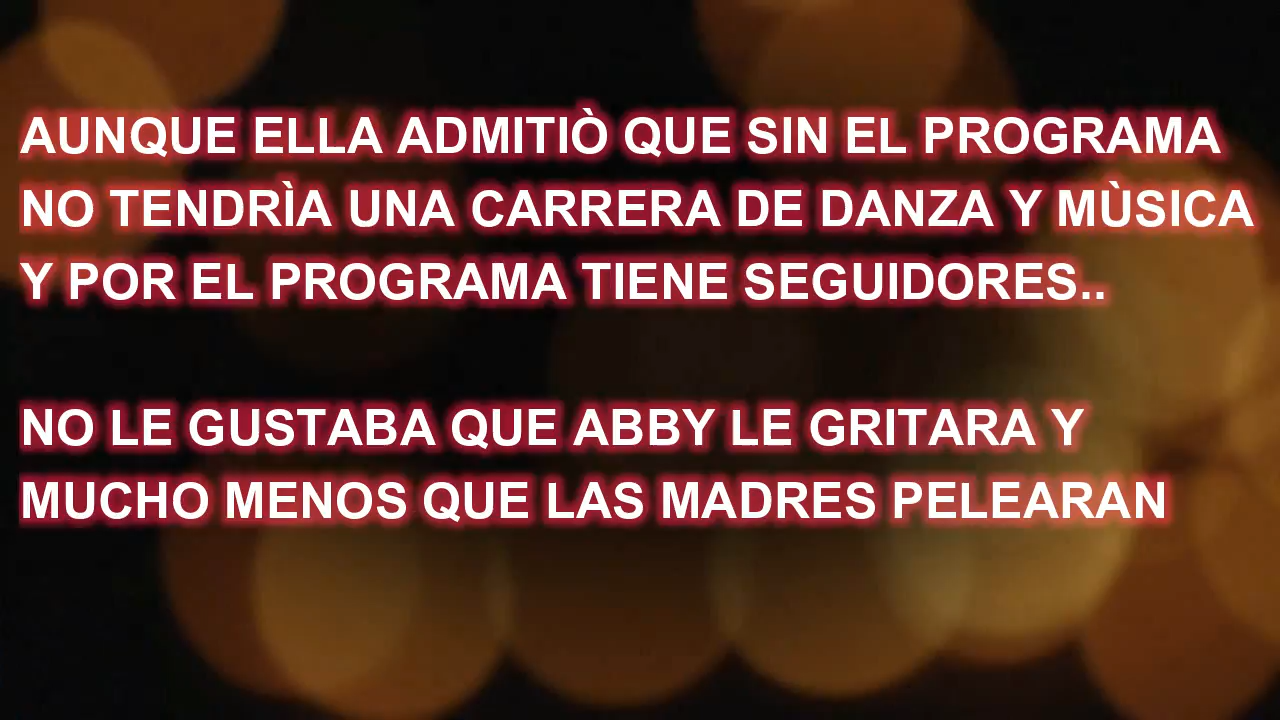 AUNQUE ELLA ADMITIÒ QUE SIN EL PROGRAMA
NO TENDRÌA UNA CARRERA DE DANZA Y MÙSICA
Y POR EL PROGRAMA TIENE SEGUIDORES..
NO LE GUSTABA QUE ABBY LE GRITARA Y
MUCHO MENOS QUE LAS MADRES PELEARAN